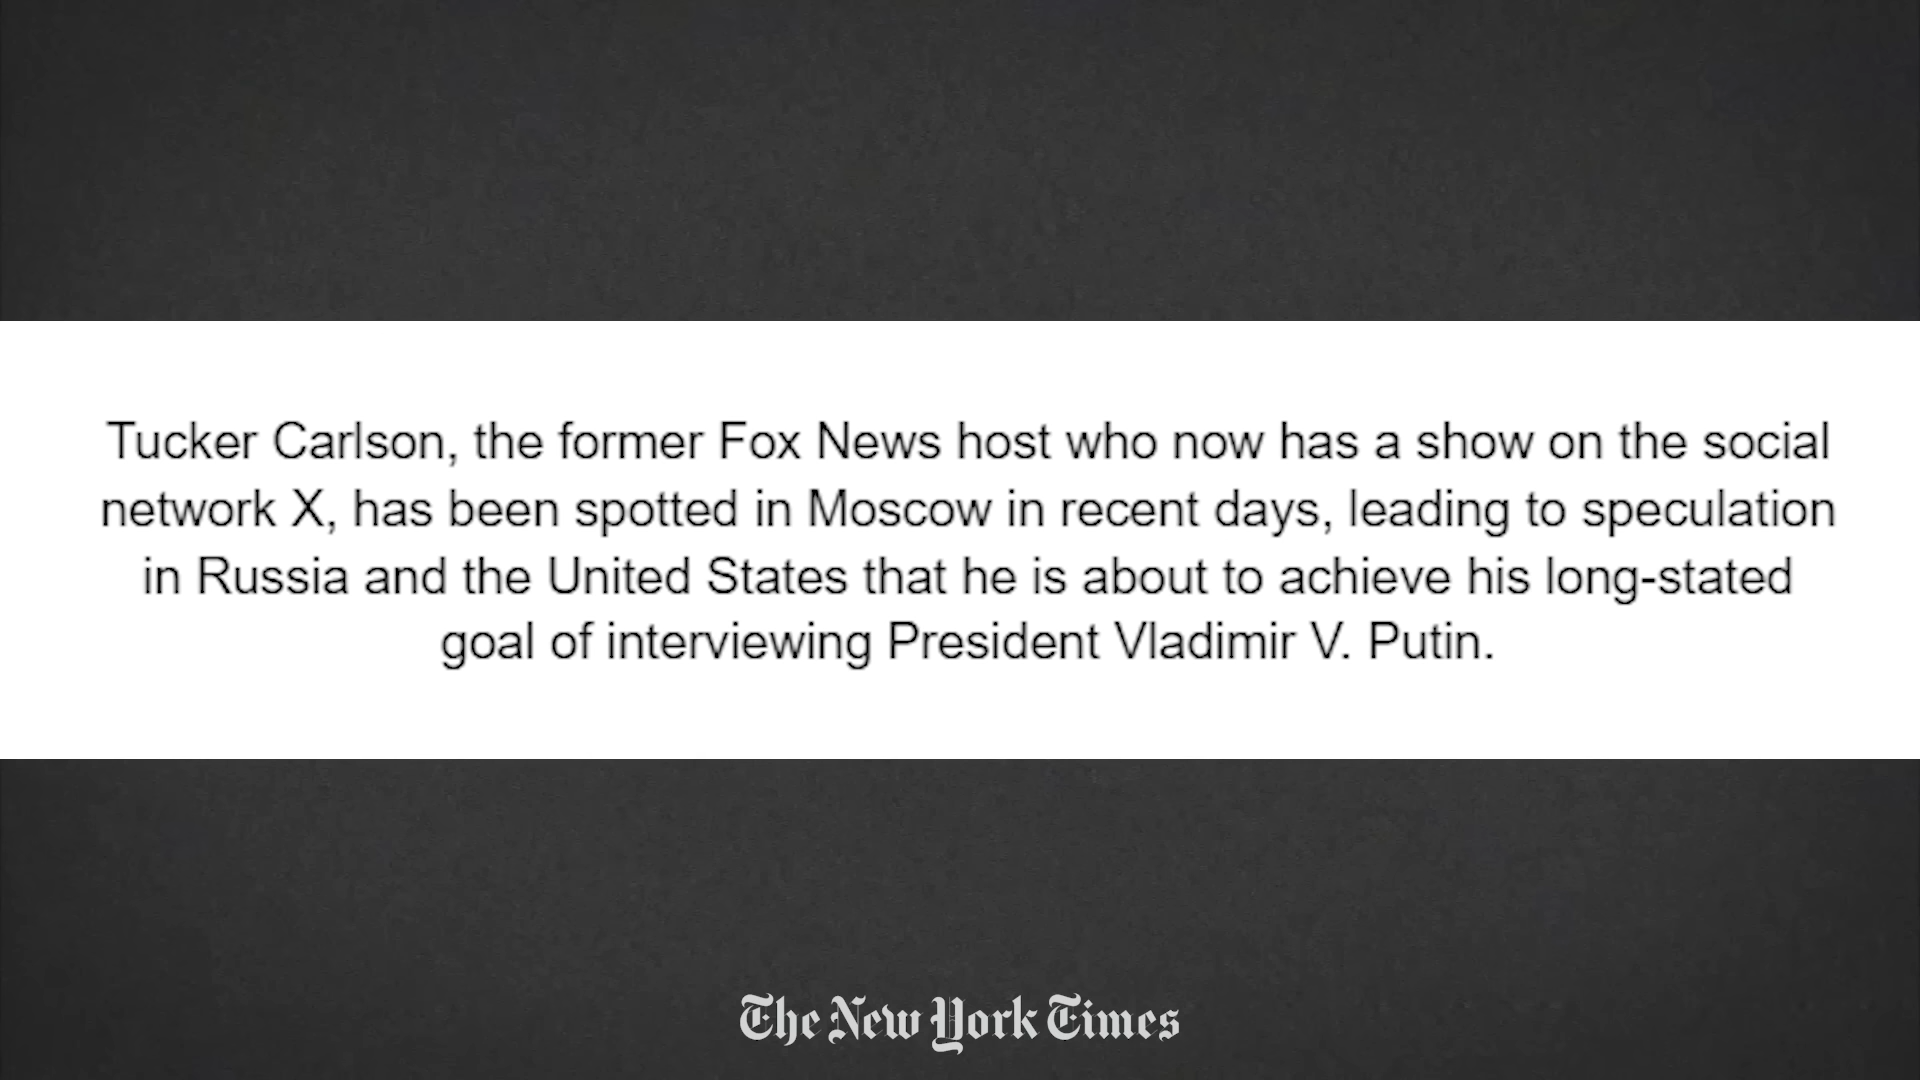 Tucker Carlson, the former Fox News host who now has a show on the social
network X, has been spotted in Moscow in recent days, leading to speculation
in Russia and the United States that he is about to achieve his long-stated
goal of interviewing President Vladimir V. Putin.
The New York Times